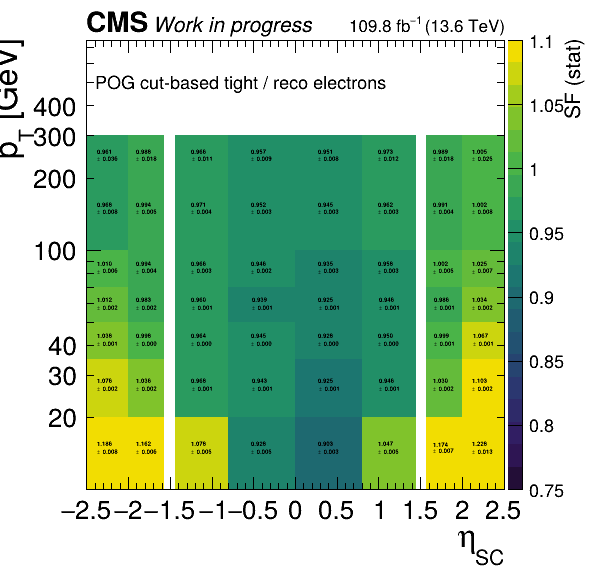 CMS Work in progress 109.8 fb⁻¹ (13.6 TeV)
POG cut-based tight / reco electrons
p_T [GeV]
400
300
200
100
40
30
20
0.961 ± 0.036 0.988 ± 0.018 0.966 ± 0.011 0.957 ± 0.009 0.951 ± 0.008 0.973 ± 0.012 0.989 ± 0.018 1.005 ± 0.025
0.966 ± 0.008 0.994 ± 0.005 0.971 ± 0.004 0.952 ± 0.003 0.945 ± 0.003 0.962 ± 0.003 0.991 ± 0.004 1.002 ± 0.008
1.010 ± 0.006 0.994 ± 0.004 0.966 ± 0.003 0.946 ± 0.002 0.935 ± 0.003 0.956 ± 0.003 1.002 ± 0.005 1.025 ± 0.007
1.012 ± 0.002 0.983 ± 0.002 0.960 ± 0.001 0.939 ± 0.001 0.925 ± 0.001 0.946 ± 0.001 0.986 ± 0.001 1.034 ± 0.002
1.036 ± 0.001 0.996 ± 0.000 0.964 ± 0.000 0.945 ± 0.000 0.926 ± 0.000 0.950 ± 0.000 0.999 ± 0.001 1.067 ± 0.001
1.076 ± 0.002 1.036 ± 0.002 0.968 ± 0.001 0.943 ± 0.001 0.925 ± 0.001 0.946 ± 0.001 1.030 ± 0.002 1.103 ± 0.002
1.186 ± 0.008 1.162 ± 0.006 1.076 ± 0.005 0.926 ± 0.005 0.903 ± 0.003 1.047 ± 0.005 1.174 ± 0.007 1.226 ± 0.013
−2.5 −2 −1.5 −1 −0.5 0 0.5 1 1.5 2 2.5
η_SC
SF (stat)
1.1
1.05
1
0.95
0.9
0.85
0.8
0.75